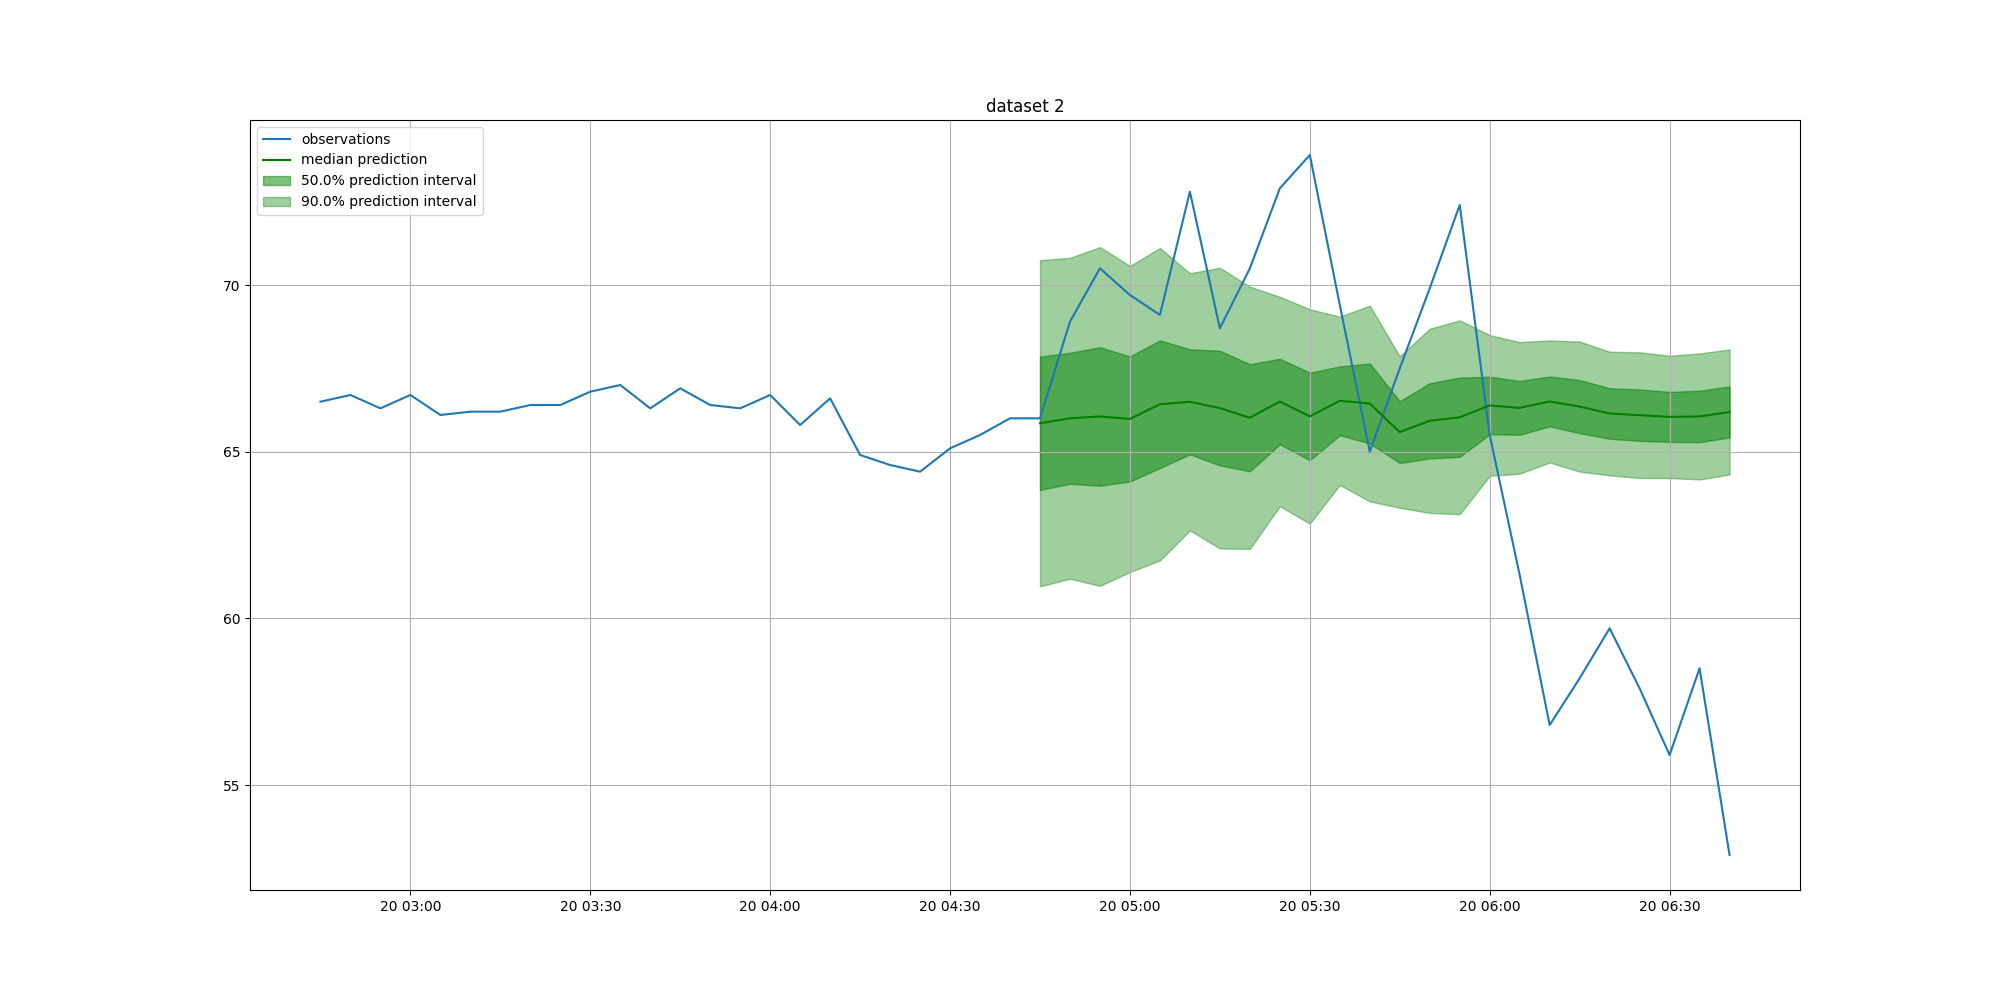 dataset 2
observations
median prediction
50.0% prediction interval
90.0% prediction interval
70
65
60
55
20 03:00
20 03:30
20 04:00
20 04:30
20 05:00
20 05:30
20 06:00
20 06:30